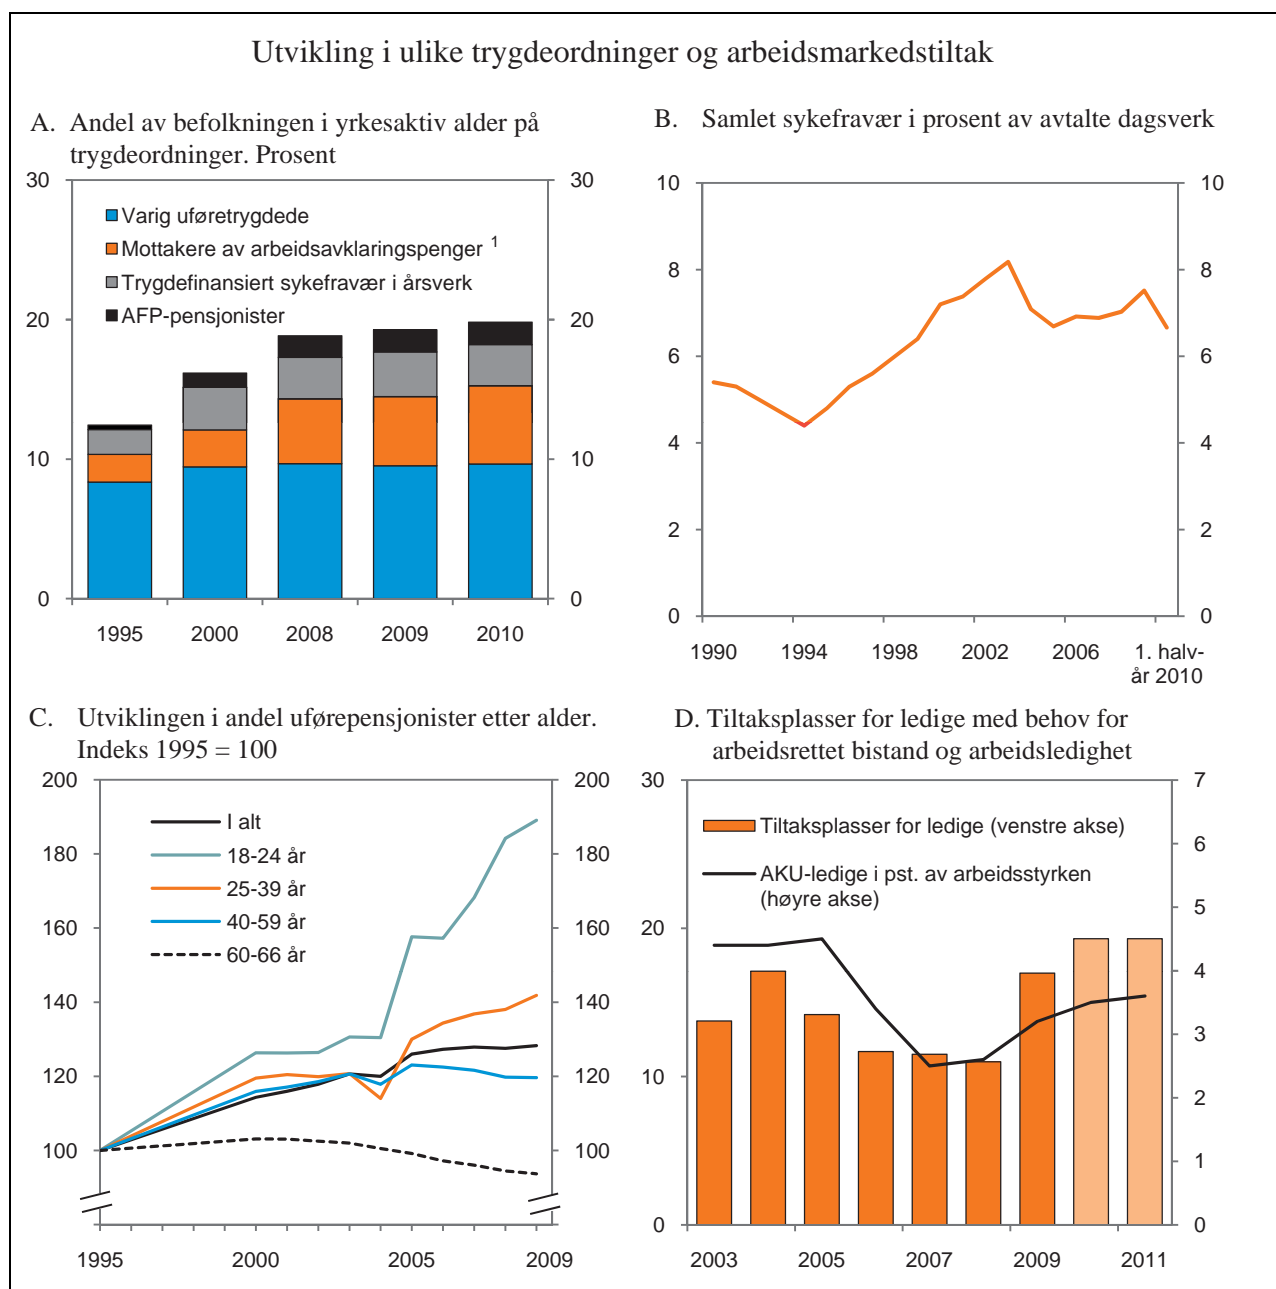 Utvikling i ulike trygdeordninger og arbeidsmarkedstiltak
A. Andel av befolkningen i yrkesaktiv alder på
trygdeordninger. Prosent
30 30
Varig uføretrygdede
Mottakere av arbeidsavklaringspenger 1
Trygdefinansiert sykefravær i årsverk
AFP-pensjonister
20 20
10 10
0 0
1995 2000 2008 2009 2010
B. Samlet sykefravær i prosent av avtalte dagsverk
10 10
8 8
6 6
4 4
2 2
0 0
1990 1994 1998 2002 2006 1. halv-
år 2010
C. Utviklingen i andel uførepensjonister etter alder.
Indeks 1995 = 100
200 200
I alt
180 180
18-24 år
25-39 år
160 160
40-59 år
60-66 år
140 140
120 120
100 100
1995 2000 2005 2009
D. Tiltaksplasser for ledige med behov for
arbeidsrettet bistand og arbeidsledighet
30 7
Tiltaksplasser for ledige (venstre akse)
6
AKU-ledige i pst. av arbeidsstyrken
(høyre akse)
5
20
4
3
10
2
1
0 0
2003 2005 2007 2009 2011